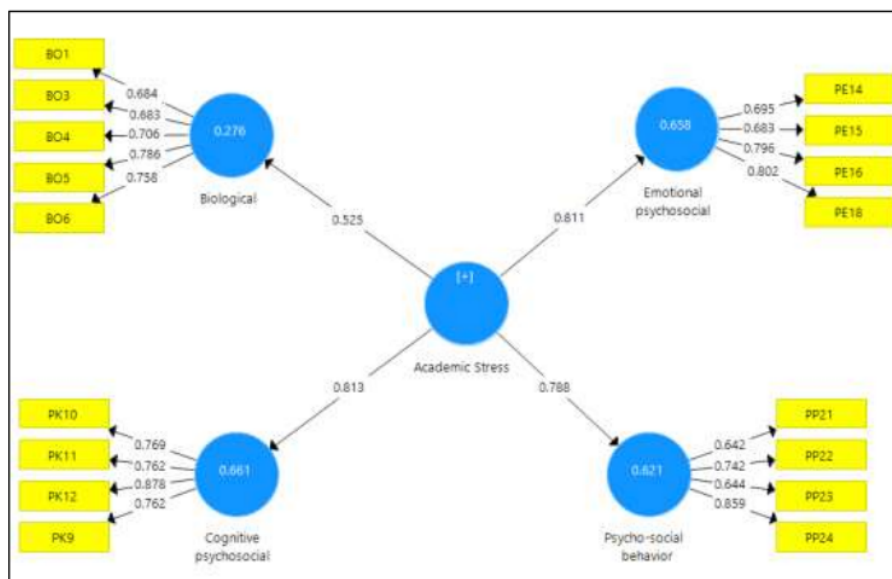 BO1
BO3
BO4
BO5
BO6
0.684
0.683
0.706
0.786
0.758
0.276
Biological
0.658
Emotional
psychosocial
0.695
0.683
0.796
0.802
PE14
PE15
PE16
PE18
0.525
0.811
[+]
Academic Stress
0.813
0.788
PK10
PK11
PK12
PK9
0.769
0.762
0.878
0.762
0.661
Cognitive
psychosocial
0.621
Psycho-social
behavior
0.642
0.742
0.644
0.859
PP21
PP22
PP23
PP24